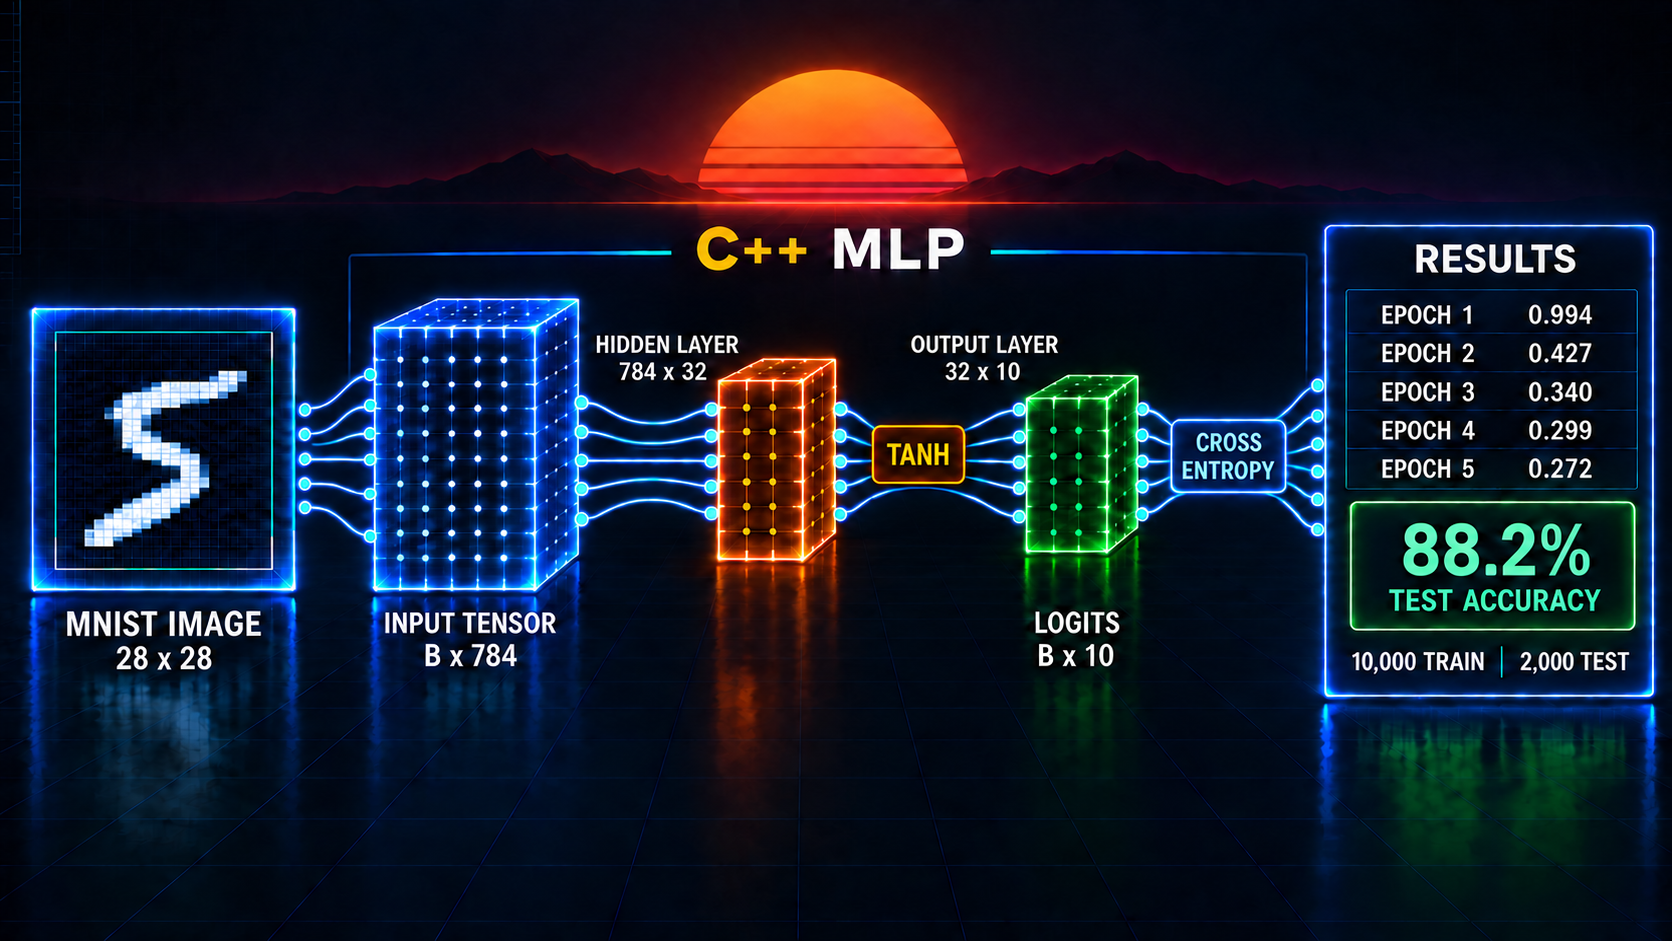 C++ MLP
MNIST IMAGE
28 x 28
INPUT TENSOR
B x 784
HIDDEN LAYER
784 x 32
TANH
OUTPUT LAYER
32 x 10
LOGITS
B x 10
CROSS
ENTROPY
RESULTS
EPOCH 1 0.994
EPOCH 2 0.427
EPOCH 3 0.340
EPOCH 4 0.299
EPOCH 5 0.272
88.2%
TEST ACCURACY
10,000 TRAIN | 2,000 TEST